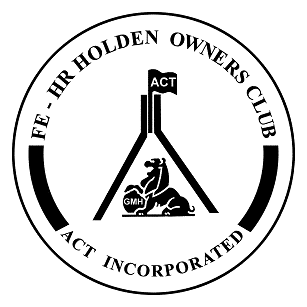 FE - HR HOLDEN OWNERS CLUB
ACT
GMH
ACT INCORPORATED